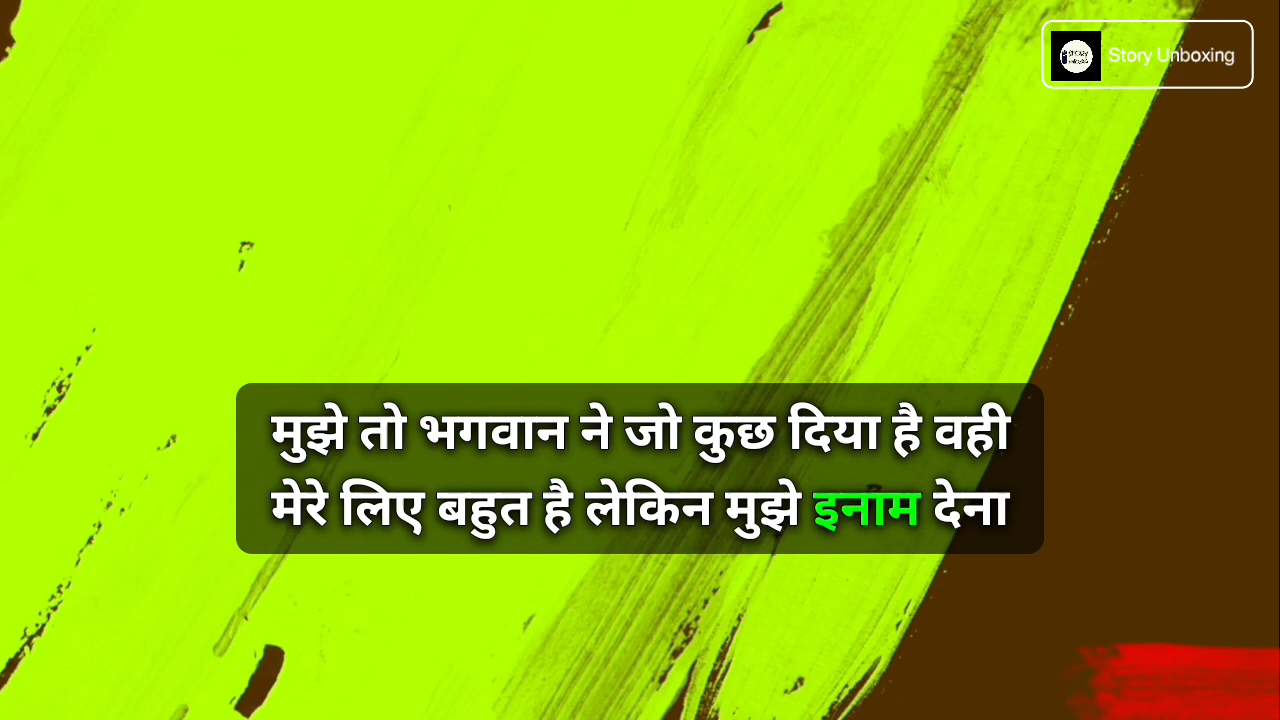 Story Unboxing
मुझे तो भगवान ने जो कुछ दिया है वही
मेरे लिए बहुत है लेकिन मुझे इनाम देना